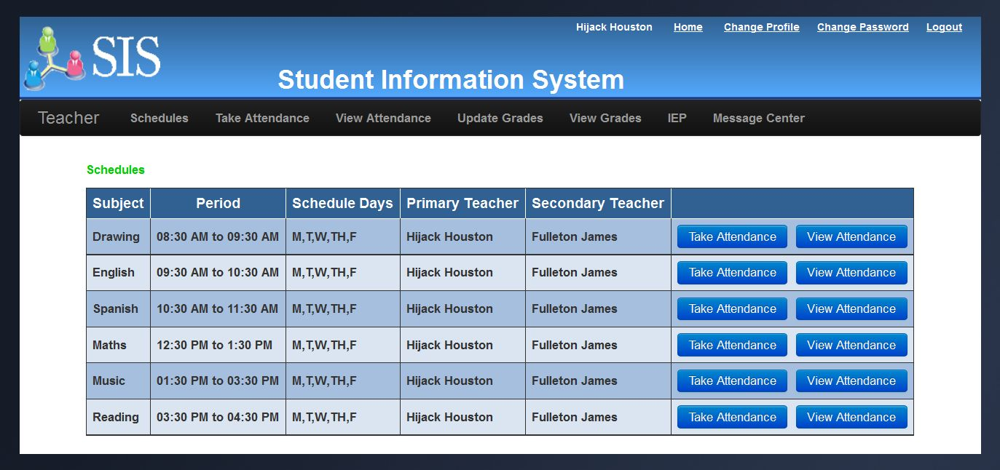 Hijack Houston Home Change Profile Change Password Logout
SIS
Student Information System
Teacher Schedules Take Attendance View Attendance Update Grades View Grades IEP Message Center
Schedules
Subject Period Schedule Days Primary Teacher Secondary Teacher
Drawing 08:30 AM to 09:30 AM M,T,W,TH,F Hijack Houston Fulleton James Take Attendance View Attendance
English 09:30 AM to 10:30 AM M,T,W,TH,F Hijack Houston Fulleton James Take Attendance View Attendance
Spanish 10:30 AM to 11:30 AM M,T,W,TH,F Hijack Houston Fulleton James Take Attendance View Attendance
Maths 12:30 PM to 1:30 PM M,T,W,TH,F Hijack Houston Fulleton James Take Attendance View Attendance
Music 01:30 PM to 03:30 PM M,T,W,TH,F Hijack Houston Fulleton James Take Attendance View Attendance
Reading 03:30 PM to 04:30 PM M,T,W,TH,F Hijack Houston Fulleton James Take Attendance View Attendance